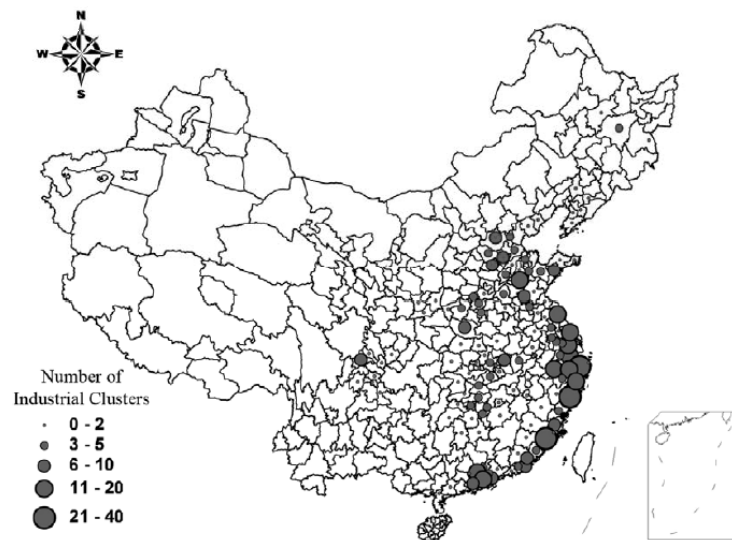 N
W E
S
Number of
Industrial Clusters
0 - 2
3 - 5
6 - 10
11 - 20
21 - 40